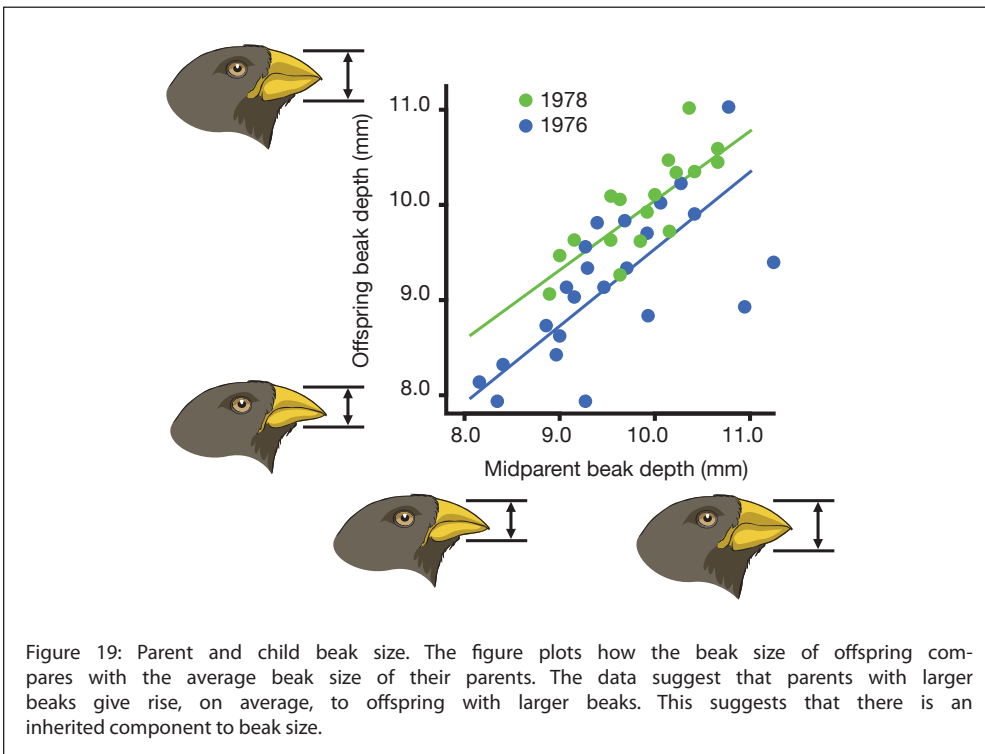 1978
1976
Offspring beak depth (mm)
11.0
10.0
9.0
8.0
8.0 9.0 10.0 11.0
Midparent beak depth (mm)
Figure 19: Parent and child beak size. The figure plots how the beak size of offspring com-
pares with the average beak size of their parents. The data suggest that parents with larger
beaks give rise, on average, to offspring with larger beaks. This suggests that there is an
inherited component to beak size.